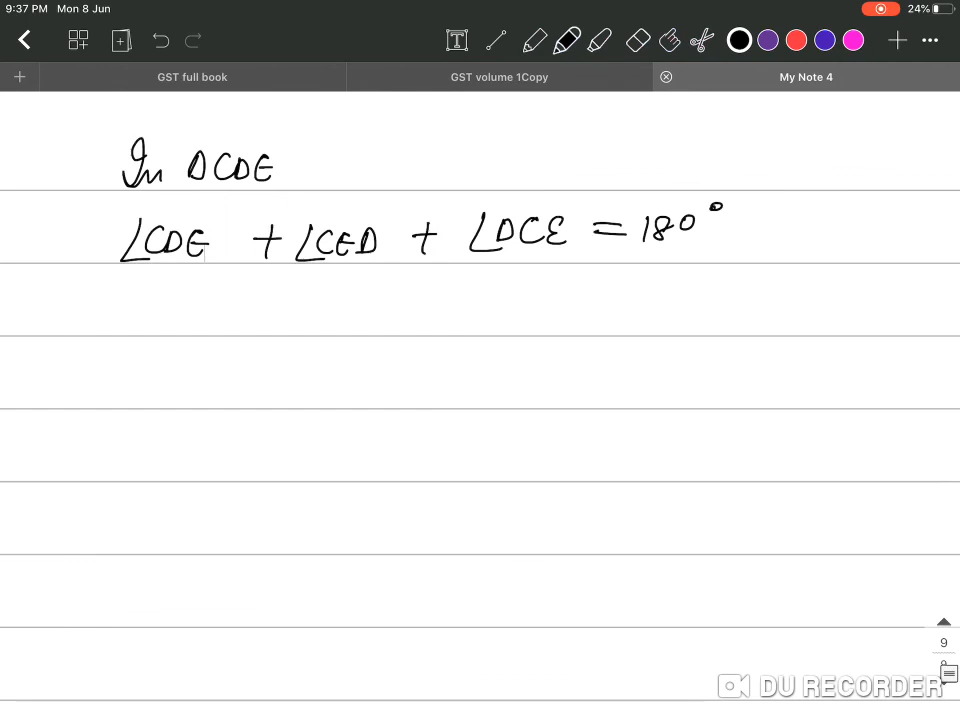 9:37 PM Mon 8 Jun
24%
GST full book
GST volume 1Copy
My Note 4
In ΔCDE
∠CDE + ∠CED + ∠DCE = 180°
9
DU RECORDER